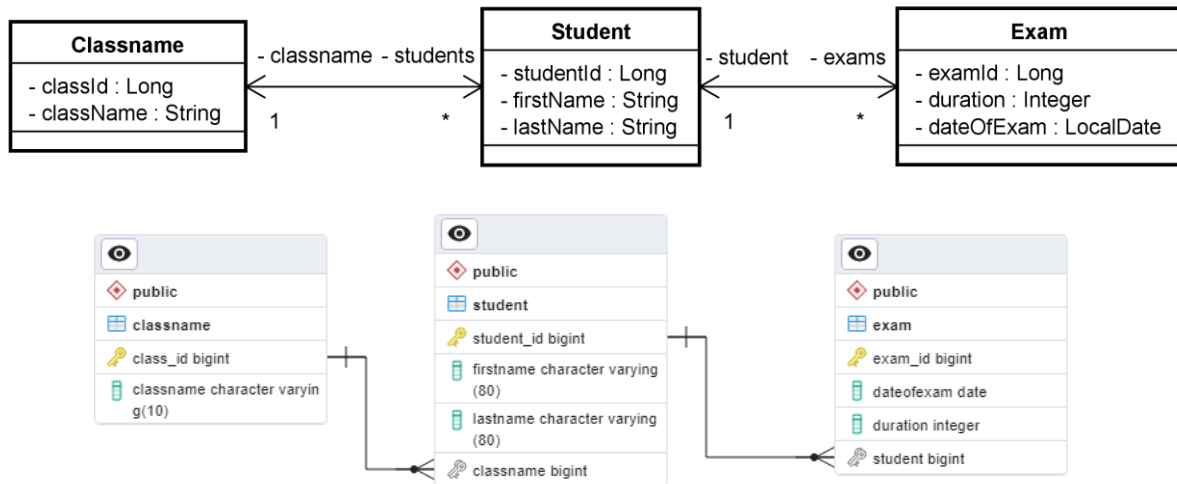 Classname
- classId : Long
- className : String
- classname
- students
1
*
Student
- studentId : Long
- firstName : String
- lastName : String
- student
- exams
1
*
Exam
- examId : Long
- duration : Integer
- dateOfExam : LocalDate
public
classname
class_id bigint
classname character varyin
g(10)
public
student
student_id bigint
firstname character varying
(80)
lastname character varying
(80)
classname bigint
public
exam
exam_id bigint
dateofexam date
duration integer
student bigint